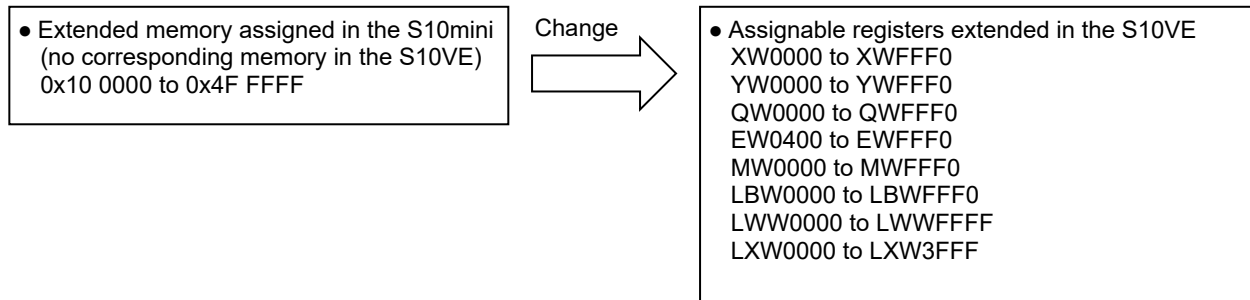 ● Extended memory assigned in the S10mini
(no corresponding memory in the S10VE)
0x10 0000 to 0x4F FFFF
Change
● Assignable registers extended in the S10VE
XW0000 to XWFFF0
YW0000 to YWFFF0
QW0000 to QWFFF0
EW0400 to EWFFF0
MW0000 to MWFFF0
LBW0000 to LBWFFF0
LWW0000 to LWWFFFF
LXW0000 to LXW3FFF